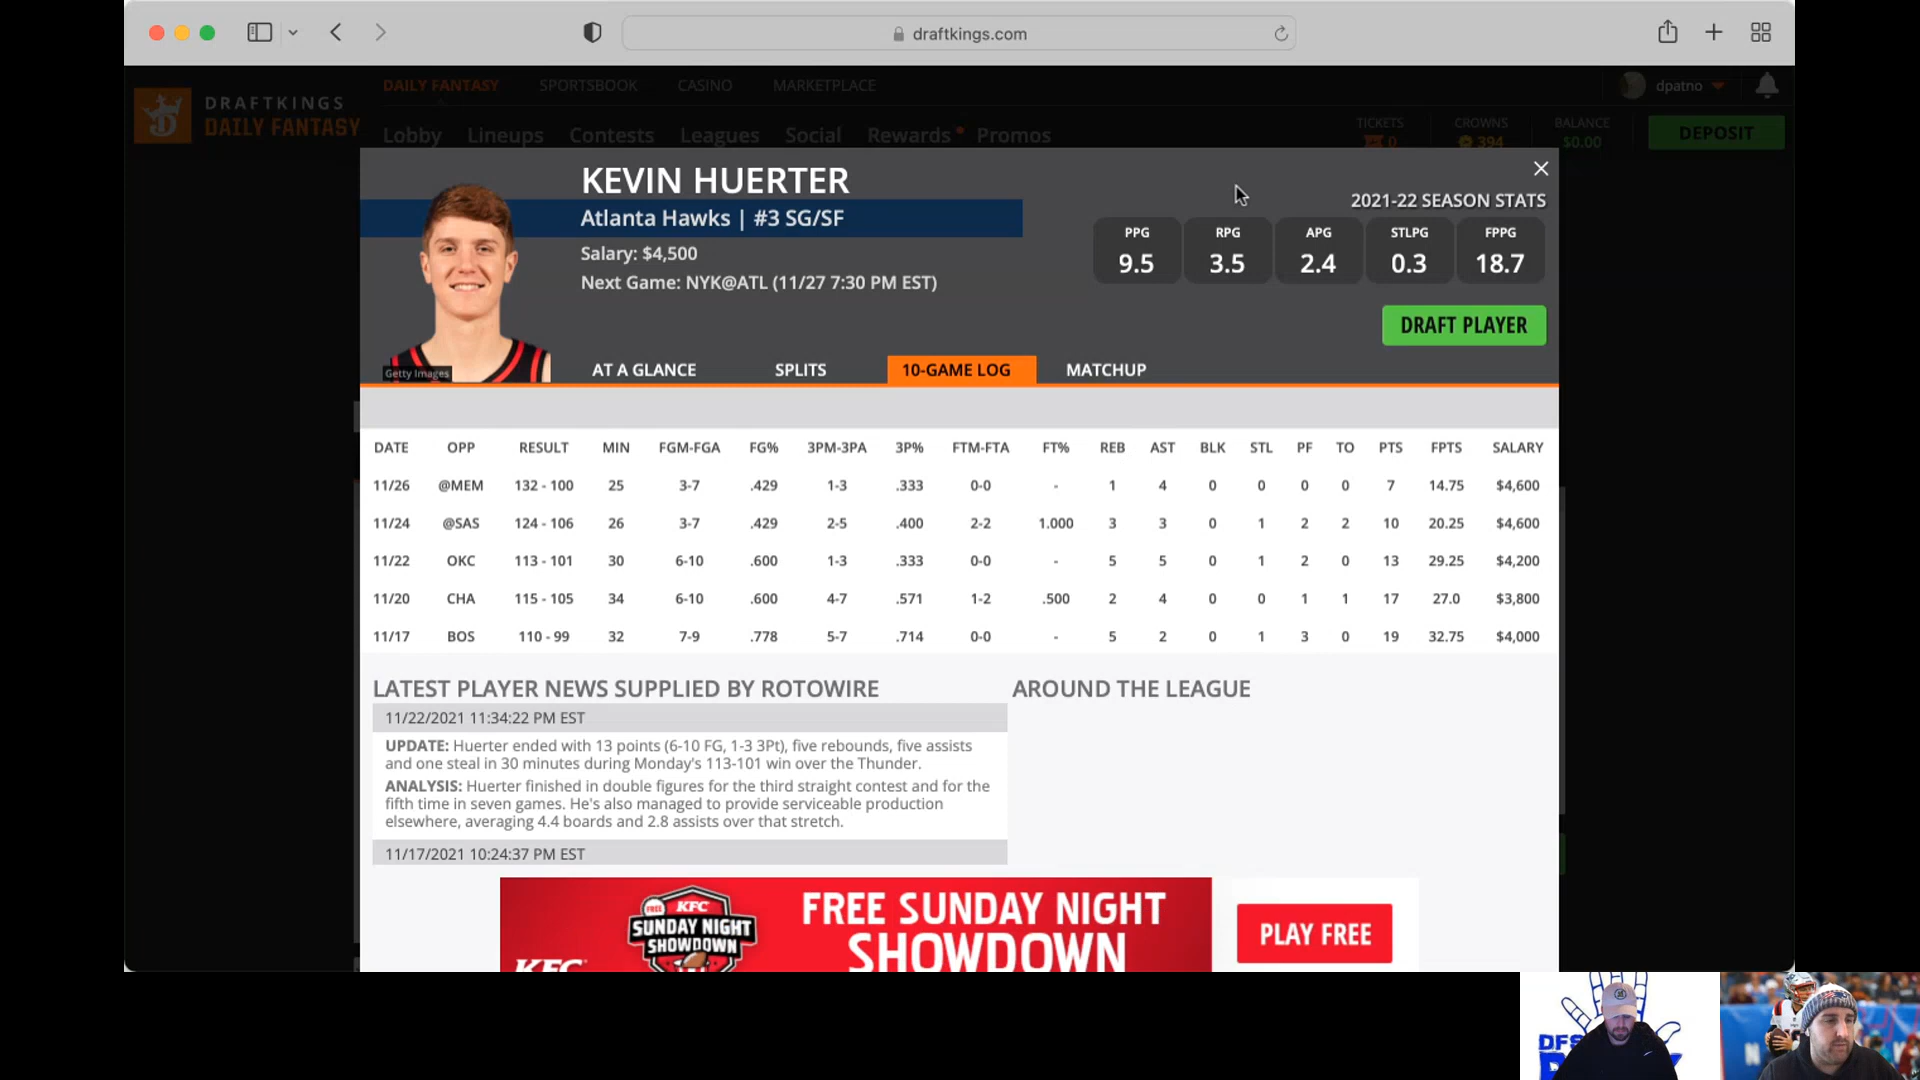 draftkings.com
DRAFTKINGS
DAILY FANTASY
DAILY FANTASY SPORTSBOOK CASINO MARKETPLACE
dpatno
Lobby Lineups Contests Leagues Social Rewards Promos
TICKETS CROWNS BALANCE
0 394 $0.00
DEPOSIT
KEVIN HUERTER
Atlanta Hawks | #3 SG/SF
Salary: $4,500
Next Game: NYK@ATL (11/27 7:30 PM EST)
Getty Images
2021-22 SEASON STATS
PPG RPG APG STLPG FPPG
9.5 3.5 2.4 0.3 18.7
DRAFT PLAYER
AT A GLANCE SPLITS 10-GAME LOG MATCHUP
DATE OPP RESULT MIN FGM-FGA FG% 3PM-3PA 3P% FTM-FTA FT% REB AST BLK STL PF TO PTS FPTS SALARY
11/26 @MEM 132 - 100 25 3-7 .429 1-3 .333 0-0 - 1 4 0 0 0 0 7 14.75 $4,600
11/24 @SAS 124 - 106 26 3-7 .429 2-5 .400 2-2 1.000 3 3 0 1 2 2 10 20.25 $4,600
11/22 OKC 113 - 101 30 6-10 .600 1-3 .333 0-0 - 5 5 0 1 2 0 13 29.25 $4,200
11/20 CHA 115 - 105 34 6-10 .600 4-7 .571 1-2 .500 2 4 0 0 1 1 17 27.0 $3,800
11/17 BOS 110 - 99 32 7-9 .778 5-7 .714 0-0 - 5 2 0 1 3 0 19 32.75 $4,000
LATEST PLAYER NEWS SUPPLIED BY ROTOWIRE
AROUND THE LEAGUE
11/22/2021 11:34:22 PM EST
UPDATE: Huerter ended with 13 points (6-10 FG, 1-3 3Pt), five rebounds, five assists
and one steal in 30 minutes during Monday's 113-101 win over the Thunder.
ANALYSIS: Huerter finished in double figures for the third straight contest and for the
fifth time in seven games. He's also managed to provide serviceable production
elsewhere, averaging 4.4 boards and 2.8 assists over that stretch.
11/17/2021 10:24:37 PM EST
KFC
FREE KFC
SUNDAY NIGHT
SHOWDOWN
FREE SUNDAY NIGHT
SHOWDOWN
PLAY FREE
DFS